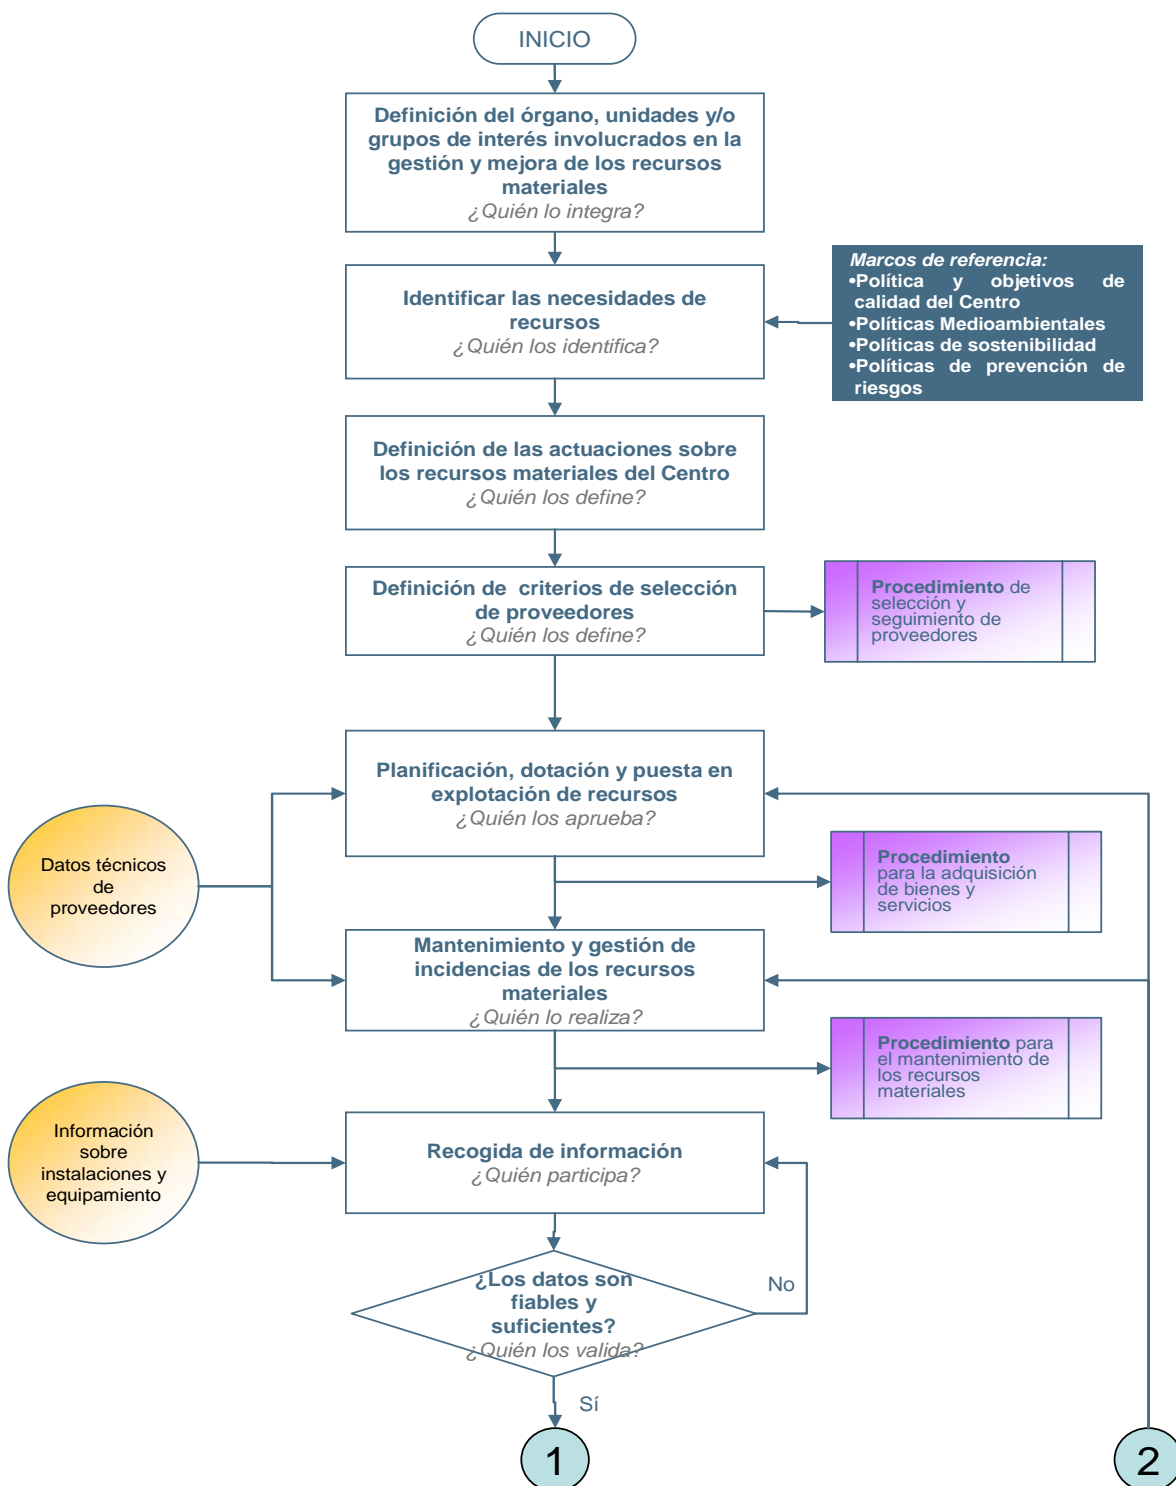 INICIO
Definición del órgano, unidades y/o
grupos de interés involucrados en la
gestión y mejora de los recursos
materiales
¿Quién lo integra?
Identificar las necesidades de
recursos
¿Quién los identifica?
Marcos de referencia:
•Política y objetivos de
calidad del Centro
•Políticas Medioambientales
•Políticas de sostenibilidad
•Políticas de prevención de
riesgos
Definición de las actuaciones sobre
los recursos materiales del Centro
¿Quién los define?
Definición de criterios de selección
de proveedores
¿Quién los define?
Procedimiento de
selección y
seguimiento de
proveedores
Planificación, dotación y puesta en
explotación de recursos
¿Quién los aprueba?
Datos técnicos
de
proveedores
Procedimiento
para la adquisición
de bienes y
servicios
Mantenimiento y gestión de
incidencias de los recursos
materiales
¿Quién lo realiza?
Procedimiento para
el mantenimiento de
los recursos
materiales
Información
sobre
instalaciones y
equipamiento
Recogida de información
¿Quién participa?
¿Los datos son
fiables y
suficientes?
¿Quién los valida?
No
Sí
1
2